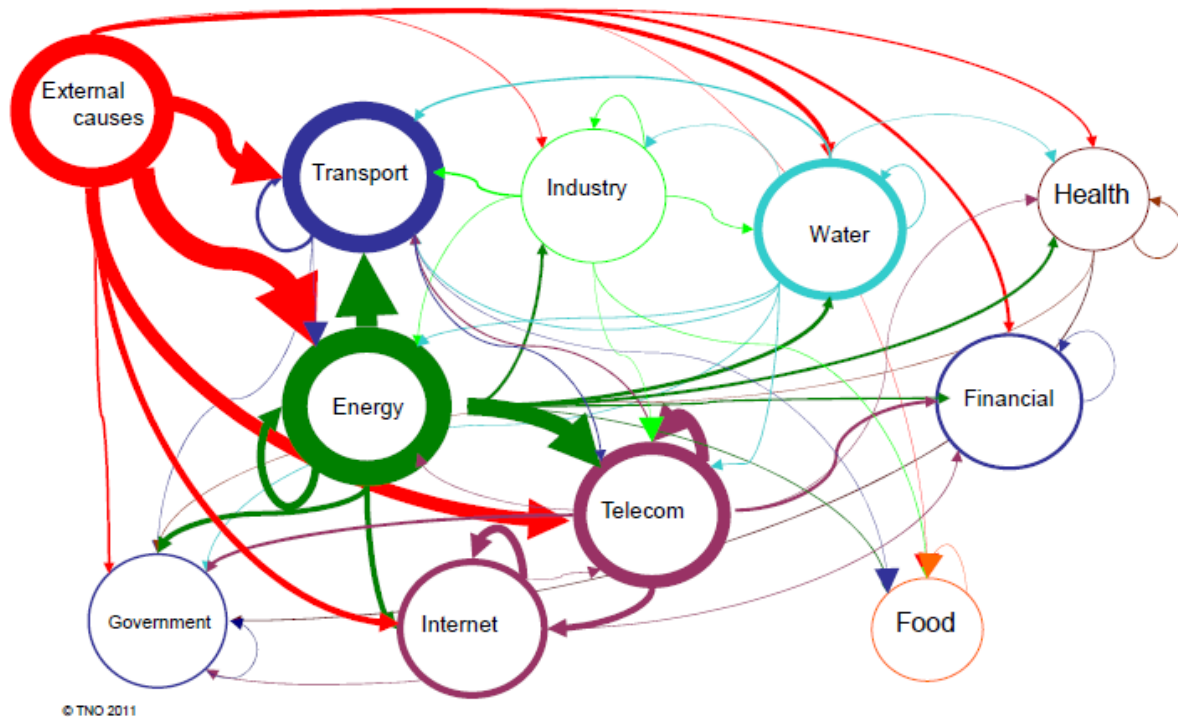 External
causes
Transport
Industry
Water
Health
Energy
Financial
Telecom
Government
Internet
Food
© TNO 2011